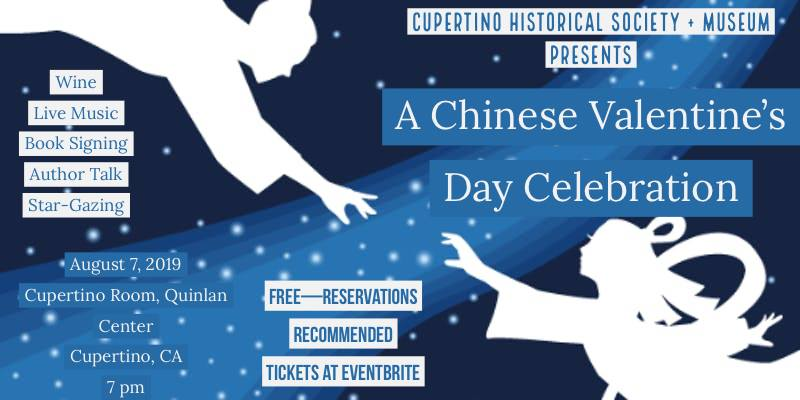 CUPERTINO HISTORICAL SOCIETY + MUSEUM
PRESENTS
A Chinese Valentine's
Day Celebration
Wine
Live Music
Book Signing
Author Talk
Star-Gazing
August 7, 2019
Cupertino Room, Quinlan
Center
Cupertino, CA
7 pm
FREE—RESERVATIONS
RECOMMENDED
TICKETS AT EVENTBRITE